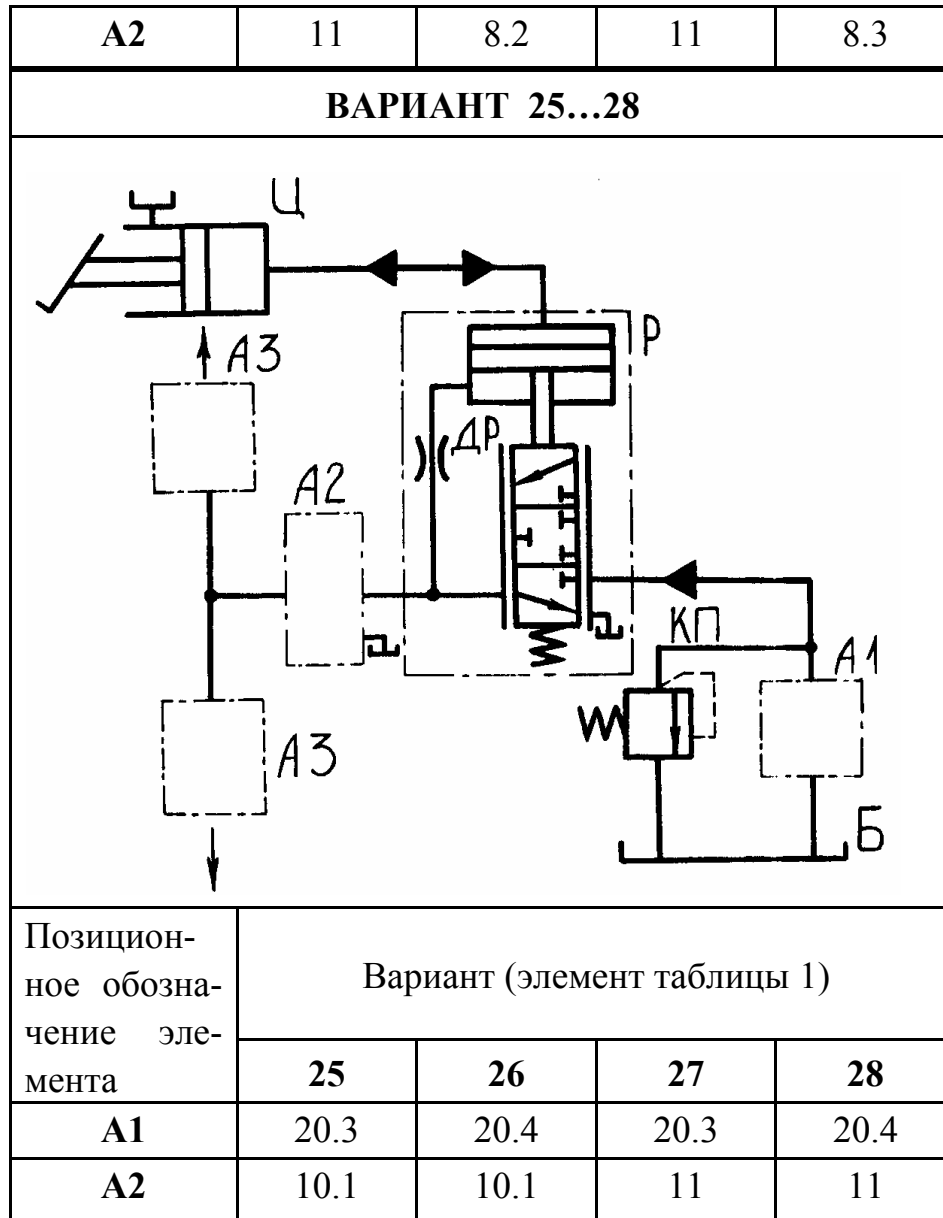 А2 11 8.2 11 8.3
ВАРИАНТ 25…28
Ц
А3
Р
ДР
А2
КП
А1
А3
Б
Позицион-
ное обозна-
чение эле-
мента
Вариант (элемент таблицы 1)
25 26 27 28
А1 20.3 20.4 20.3 20.4
А2 10.1 10.1 11 11